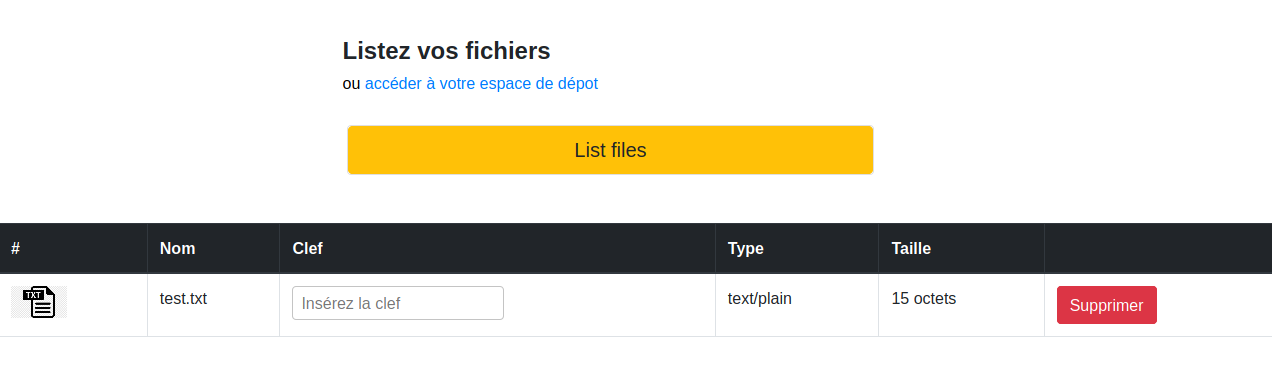 Listez vos fichiers
ou accéder à votre espace de dépot
List files
# Nom Clef Type Taille
TXT test.txt Insérez la clef text/plain 15 octets Supprimer